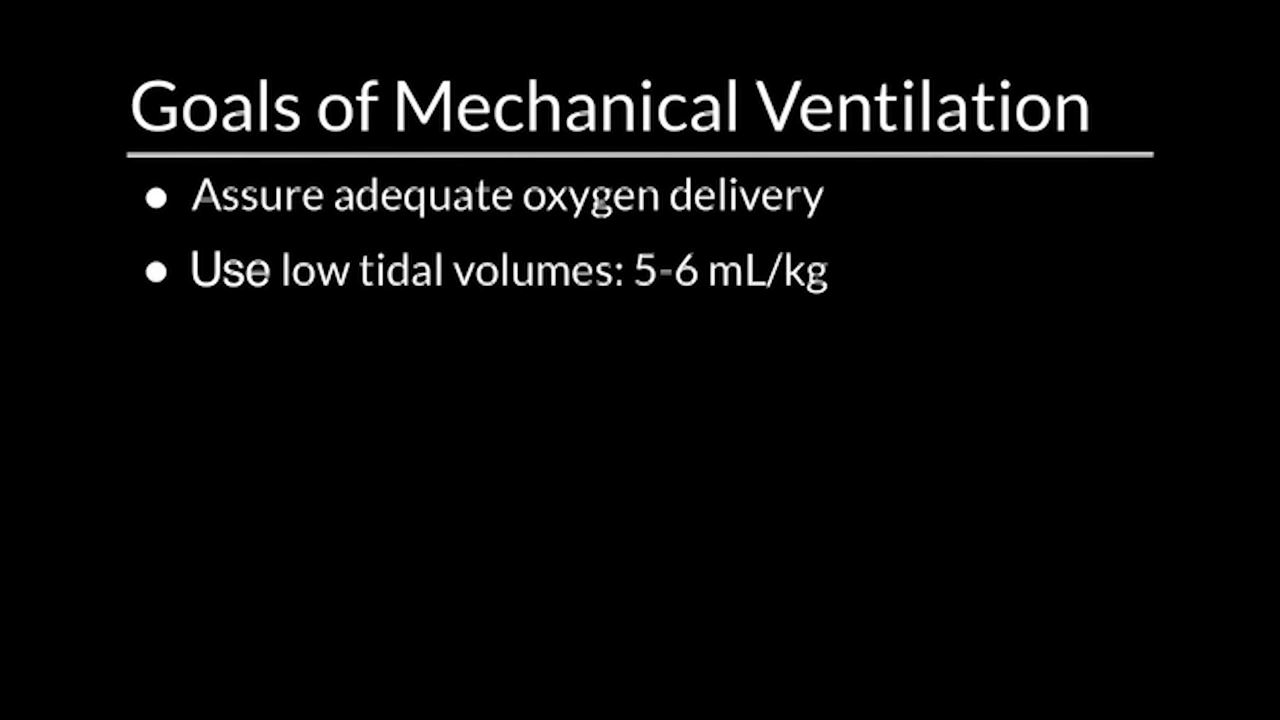 Goals of Mechanical Ventilation
● Assure adequate oxygen delivery
● Use low tidal volumes: 5-6 mL/kg